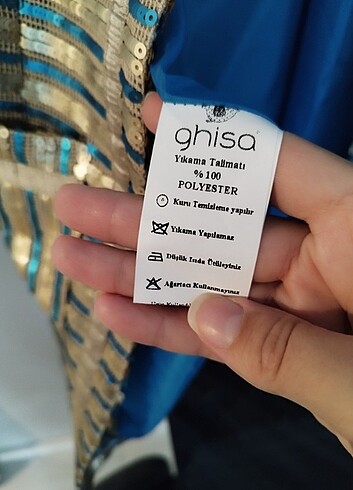 ghisa
Yıkama Talimatı
% 100
POLYESTER
Kuru Temizleme yapılır
Yıkama Yapılamaz
Düşük Isıda Ütüleyiniz
Ağartıcı Kullanmayınız